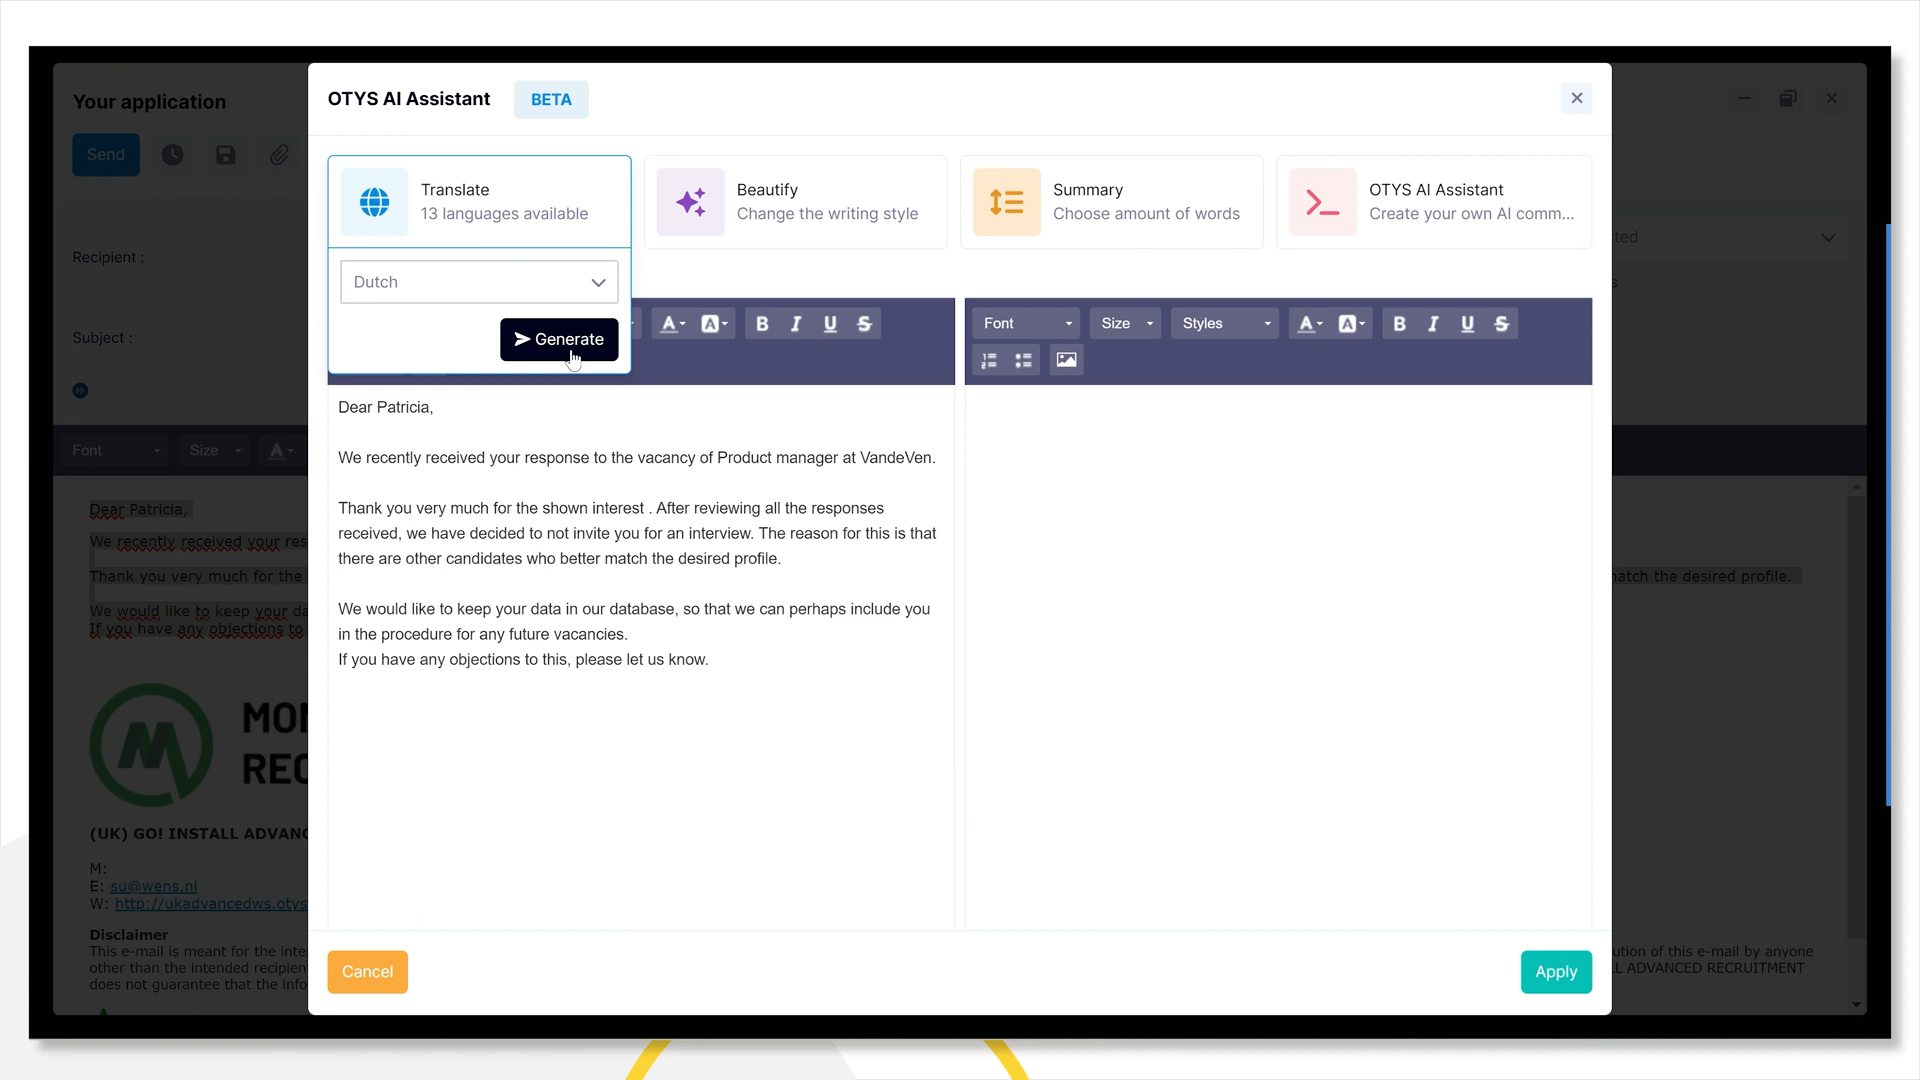 Your application
Send
Recipient :
Subject :
Font Size A
Dear Patricia,
We recently received your res
Thank you very much for the
We would like to keep your da
If you have any objections to
MON
REC
(UK) GO! INSTALL ADVANC
M:
E: su@wens.nl
W: http://ukadvancedws.otys
Disclaimer
This e-mail is meant for the inte
other than the intended recipien
does not guarantee that the info
OTYS AI Assistant BETA
Translate
13 languages available
Beautify
Change the writing style
Summary
Choose amount of words
OTYS AI Assistant
Create your own AI comm...
Dutch
Generate
A A B I U S
Font Size Styles A A B I U S
Dear Patricia,
We recently received your response to the vacancy of Product manager at VandeVen.
Thank you very much for the shown interest . After reviewing all the responses
received, we have decided to not invite you for an interview. The reason for this is that
there are other candidates who better match the desired profile.
We would like to keep your data in our database, so that we can perhaps include you
in the procedure for any future vacancies.
If you have any objections to this, please let us know.
Cancel
Apply
ted
s
natch the desired profile.
ution of this e-mail by anyone
LL ADVANCED RECRUITMENT